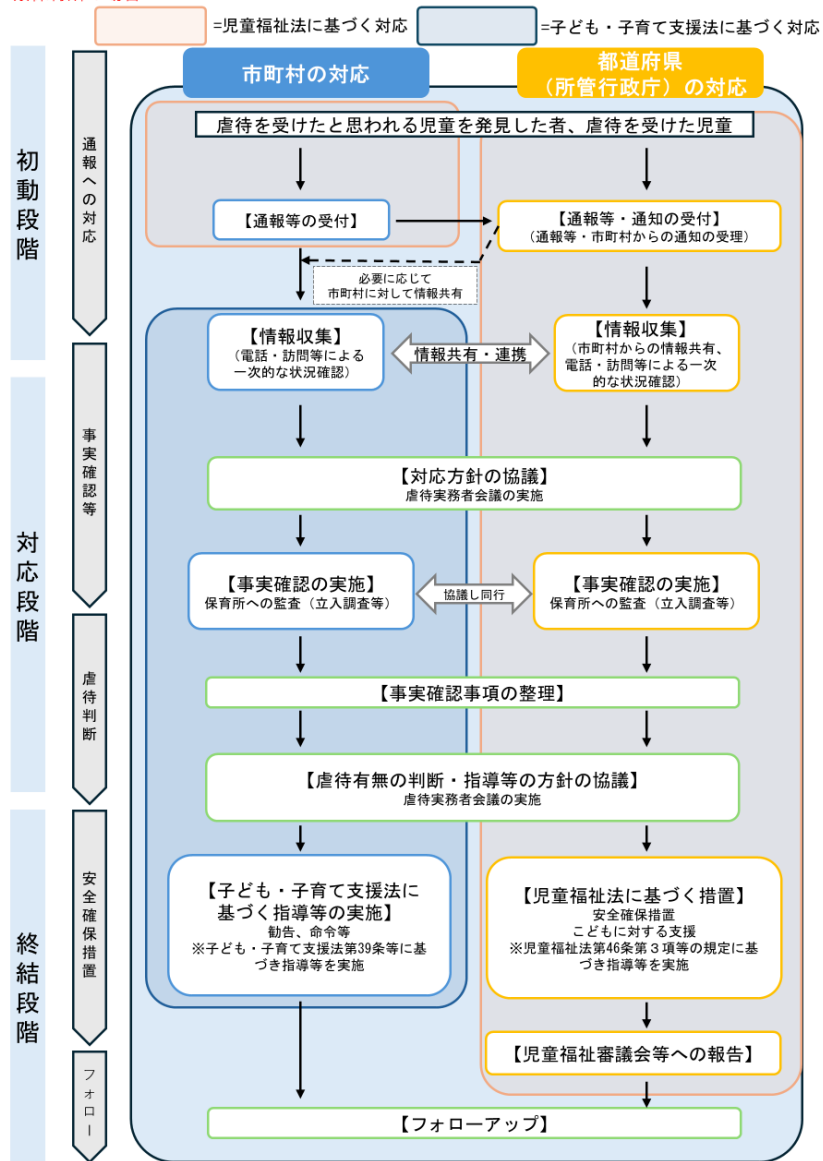 =児童福祉法に基づく対応
=子ども・子育て支援法に基づく対応
市町村の対応
都道府県
（所管行政庁）の対応
初動段階
通報への対応
虐待を受けたと思われる児童を発見した者、虐待を受けた児童
【通報等の受付】
【通報等・通知の受付】
（通報等・市町村からの通知の受理）
必要に応じて
市町村に対して情報共有
【情報収集】
（電話・訪問等による
一次的な状況確認）
情報共有・連携
【情報収集】
（市町村からの情報共有、
電話・訪問等による一次
的な状況確認）
対応段階
事実確認等
【対応方針の協議】
虐待実務者会議の実施
【事実確認の実施】
保育所への監査（立入調査等）
協議し同行
【事実確認の実施】
保育所への監査（立入調査等）
虐待判断
【事実確認事項の整理】
【虐待有無の判断・指導等の方針の協議】
虐待実務者会議の実施
終結段階
安全確保措置
【子ども・子育て支援法に
基づく指導等の実施】
勧告、命令等
※子ども・子育て支援法第39条等に基
づき指導等を実施
【児童福祉法に基づく措置】
安全確保措置
こどもに対する支援
※児童福祉法第46条第３項等の規定に基
づき指導等を実施
【児童福祉審議会等への報告】
フォロー
【フォローアップ】